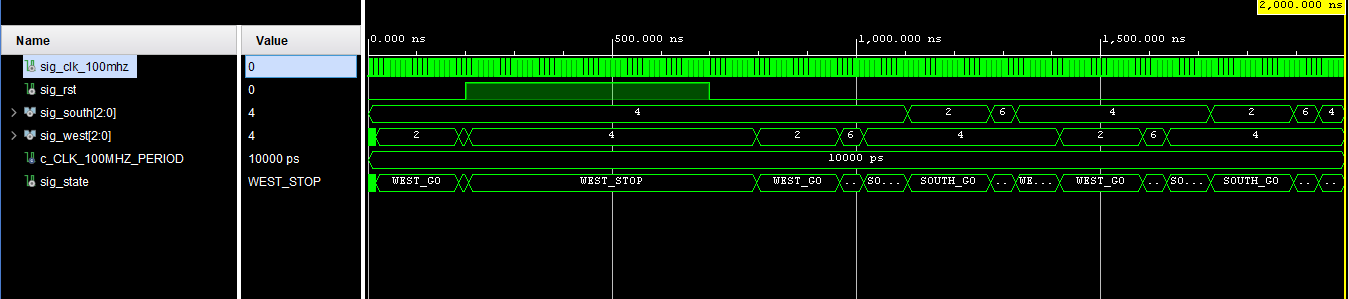 2,000.000 ns
Name Value 0.000 ns 500.000 ns 1,000.000 ns 1,500.000 ns
sig_clk_100mhz 0
sig_rst 0
sig_south[2:0] 4 4 2 6 4 2 6 4
sig_west[2:0] 4 2 4 2 6 4 2 6 4
c_CLK_100MHZ_PERIOD 10000 ps 10000 ps
sig_state WEST_STOP WEST_GO WEST_STOP WEST_GO .. SO... SOUTH_GO .. WE... WEST_GO .. SO... SOUTH_GO .. ..